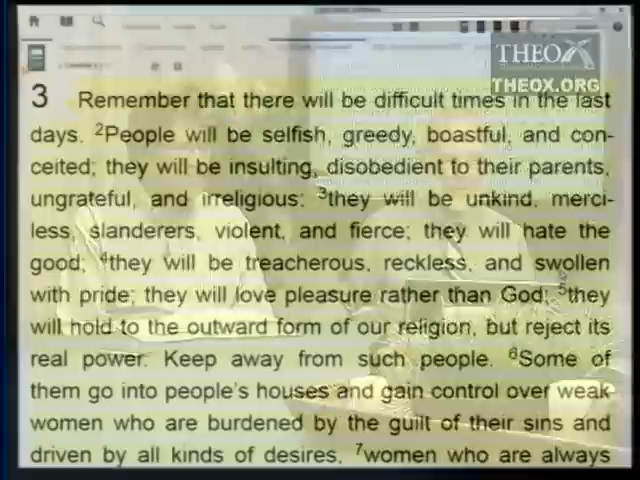 THEOX
THEOX.ORG
3 Remember that there will be difficult times in the last
days. 2People will be selfish, greedy, boastful, and con-
ceited; they will be insulting, disobedient to their parents,
ungrateful, and irreligious; 3they will be unkind, merci-
less, slanderers, violent, and fierce; they will hate the
good; 4they will be treacherous, reckless, and swollen
with pride; they will love pleasure rather than God; 5they
will hold to the outward form of our religion, but reject its
real power. Keep away from such people. 6Some of
them go into people's houses and gain control over weak
women who are burdened by the guilt of their sins and
driven by all kinds of desires, 7women who are always